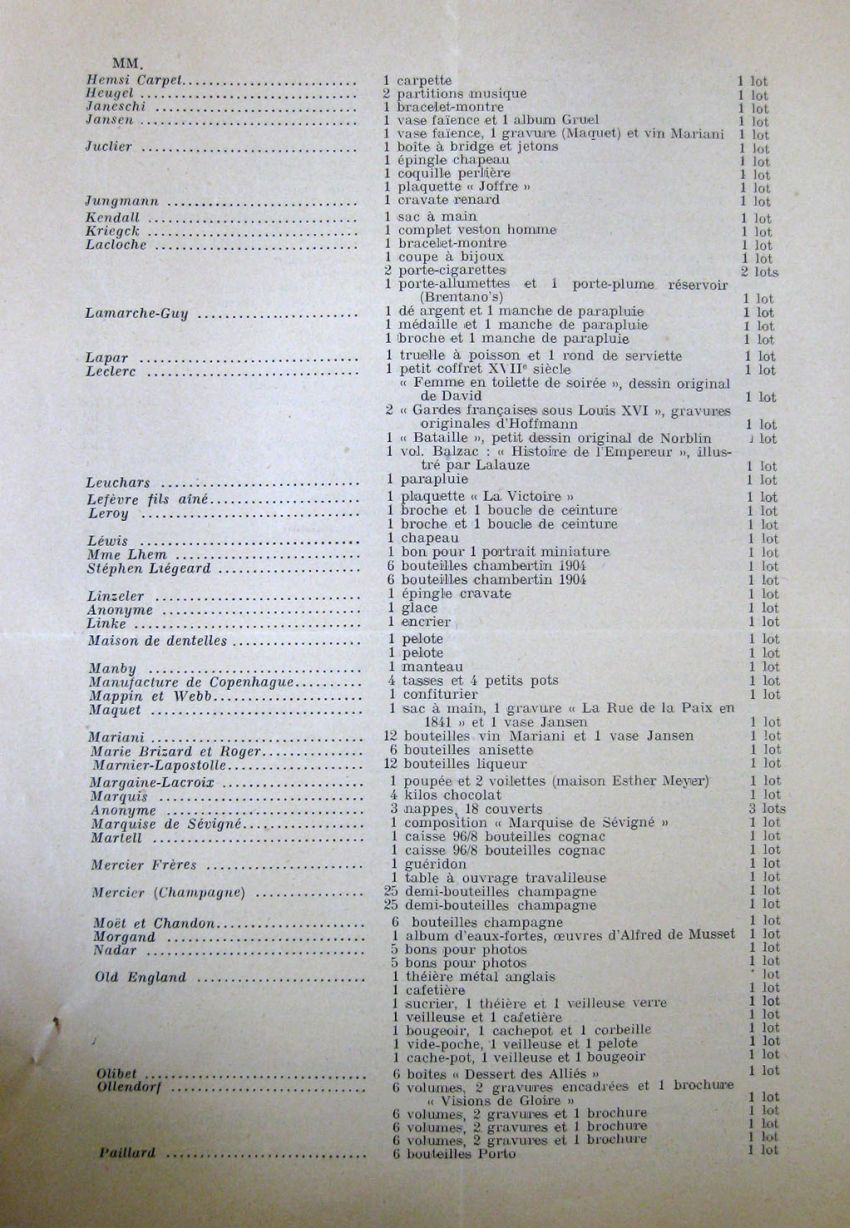 MM.
Hemsi Carpet........................... 1 carpette 1 lot
Heugel ................................. 2 partitions musique 1 lot
Janeschi ............................... 1 bracelet-montre 1 lot
Jansen ................................. 1 vase faïence et 1 album Gruel 1 lot
1 vase faïence, 1 gravure (Maquet) et vin Mariani 1 lot
Juclier ................................. 1 boîte à bridge et jetons 1 lot
1 épingle chapeau 1 lot
1 coquille perlière 1 lot
1 plaquette « Joffre » 1 lot
Jungmann ............................. 1 cravate renard 1 lot
Kendall ................................ 1 sac à main 1 lot
Kriegck ................................ 1 complet veston homme 1 lot
Lacloche ............................... 1 bracelet-montre 1 lot
1 coupe à bijoux 1 lot
2 porte-cigarettes 2 lots
1 porte-allumettes et 1 porte-plume réservoir
(Brentano's) 1 lot
Lamarche-Guy ......................... 1 dé argent et 1 manche de parapluie 1 lot
1 médaille et 1 manche de parapluie 1 lot
1 broche et 1 manche de parapluie 1 lot
Lapar .................................. 1 truelle à poisson et 1 rond de serviette 1 lot
Leclerc ................................. 1 petit coffret XVIIe siècle 1 lot
« Femme en toilette de soirée », dessin original
de David 1 lot
2 « Gardes françaises sous Louis XVI », gravures
originales d'Hoffmann 1 lot
1 « Bataille », petit dessin original de Norblin 1 lot
1 vol. Balzac : « Histoire de l'Empereur », illus-
tré par Lalauze 1 lot
Leuchars ............................... 1 parapluie 1 lot
Lefèvre fils aîné....................... 1 plaquette « La Victoire » 1 lot
Leroy .................................. 1 broche et 1 boucle de ceinture 1 lot
1 broche et 1 boucle de ceinture 1 lot
Léwis .................................. 1 chapeau 1 lot
Mme Lhem ............................ 1 bon pour 1 portrait miniature 1 lot
Stéphen Liégeard ...................... 6 bouteilles chambertin 1904 1 lot
6 bouteilles chambertin 1904 1 lot
Linzeler ................................ 1 épingle cravate 1 lot
Anonyme ............................... 1 glace 1 lot
Linke ................................... 1 encrier 1 lot
Maison de dentelles .................... 1 pelote 1 lot
1 pelote 1 lot
Manby ................................. 1 manteau 1 lot
Manufacture de Copenhague.......... 4 tasses et 4 petits pots 1 lot
Mappin et Webb....................... 1 confiturier 1 lot
Maquet ................................. 1 sac à main, 1 gravure « La Rue de la Paix en
1841 » et 1 vase Jansen 1 lot
Mariani ................................. 12 bouteilles vin Mariani et 1 vase Jansen 1 lot
Marie Brizard et Roger............... 6 bouteilles anisette 1 lot
Marnier-Lapostolle..................... 12 bouteilles liqueur 1 lot
Margaine-Lacroix ...................... 1 poupée et 2 voilettes (maison Esther Meyer) 1 lot
Marquis ................................ 4 kilos chocolat 1 lot
Anonyme ............................... 3 nappes, 18 couverts 3 lots
Marquise de Sévigné................... 1 composition « Marquise de Sévigné » 1 lot
Martell ................................. 1 caisse 96/8 bouteilles cognac 1 lot
1 caisse 96/8 bouteilles cognac 1 lot
Mercier Frères ........................ 1 guéridon 1 lot
1 table à ouvrage travailleuse 1 lot
Mercier (Champagne) ................ 25 demi-bouteilles champagne 1 lot
25 demi-bouteilles champagne 1 lot
Moët et Chandon....................... 6 bouteilles champagne 1 lot
Morgand ............................... 1 album d'eaux-fortes, œuvres d'Alfred de Musset 1 lot
Nadar .................................. 5 bons pour photos 1 lot
5 bons pour photos 1 lot
Old England .......................... 1 théière métal anglais lot
1 cafetière 1 lot
1 sucrier, 1 théière et 1 veilleuse verre 1 lot
1 veilleuse et 1 cafetière 1 lot
1 bougeoir, 1 cachepot et 1 corbeille 1 lot
1 vide-poche, 1 veilleuse et 1 pelote 1 lot
1 cache-pot, 1 veilleuse et 1 bougeoir 1 lot
Olibet ................................... 6 boites « Dessert des Alliés » 1 lot
Ollendorf .............................. 6 volumes, 2 gravures encadrées et 1 brochure
« Visions de Gloire » 1 lot
6 volumes, 2 gravures et 1 brochure 1 lot
6 volumes, 2 gravures et 1 brochure 1 lot
6 volumes, 2 gravures et 1 brochure 1 lot
Paillard ................................ 6 bouteilles Porto 1 lot